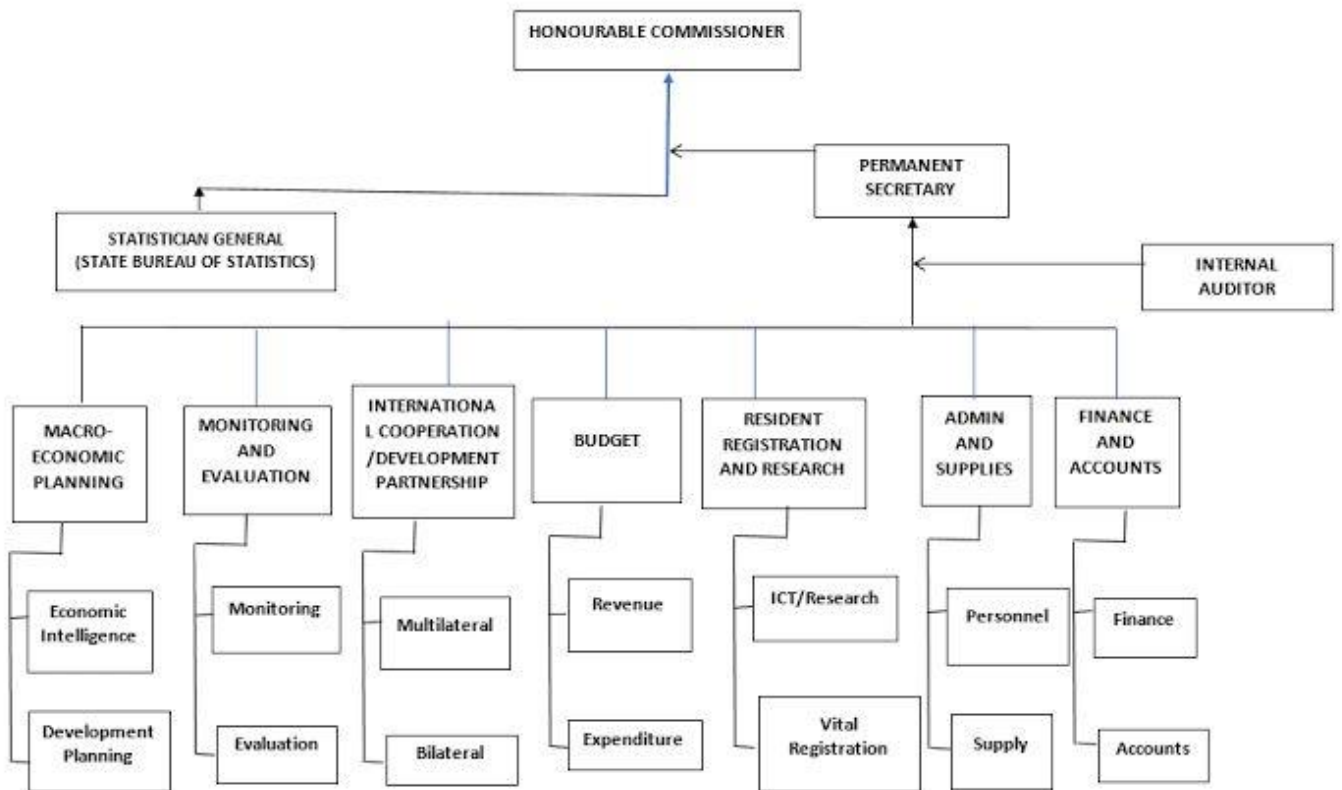 HONOURABLE COMMISSIONER
PERMANENT
SECRETARY
STATISTICIAN GENERAL
(STATE BUREAU OF STATISTICS)
INTERNAL
AUDITOR
MACRO-
ECONOMIC
PLANNING
MONITORING
AND
EVALUATION
INTERNATIONA
L COOPERATION
/DEVELOPMENT
PARTNERSHIP
BUDGET
RESIDENT
REGISTRATION
AND RESEARCH
ADMIN
AND
SUPPLIES
FINANCE
AND
ACCOUNTS
Economic
Intelligence
Monitoring
Multilateral
Revenue
ICT/Research
Personnel
Finance
Development
Planning
Evaluation
Bilateral
Expenditure
Vital
Registration
Supply
Accounts